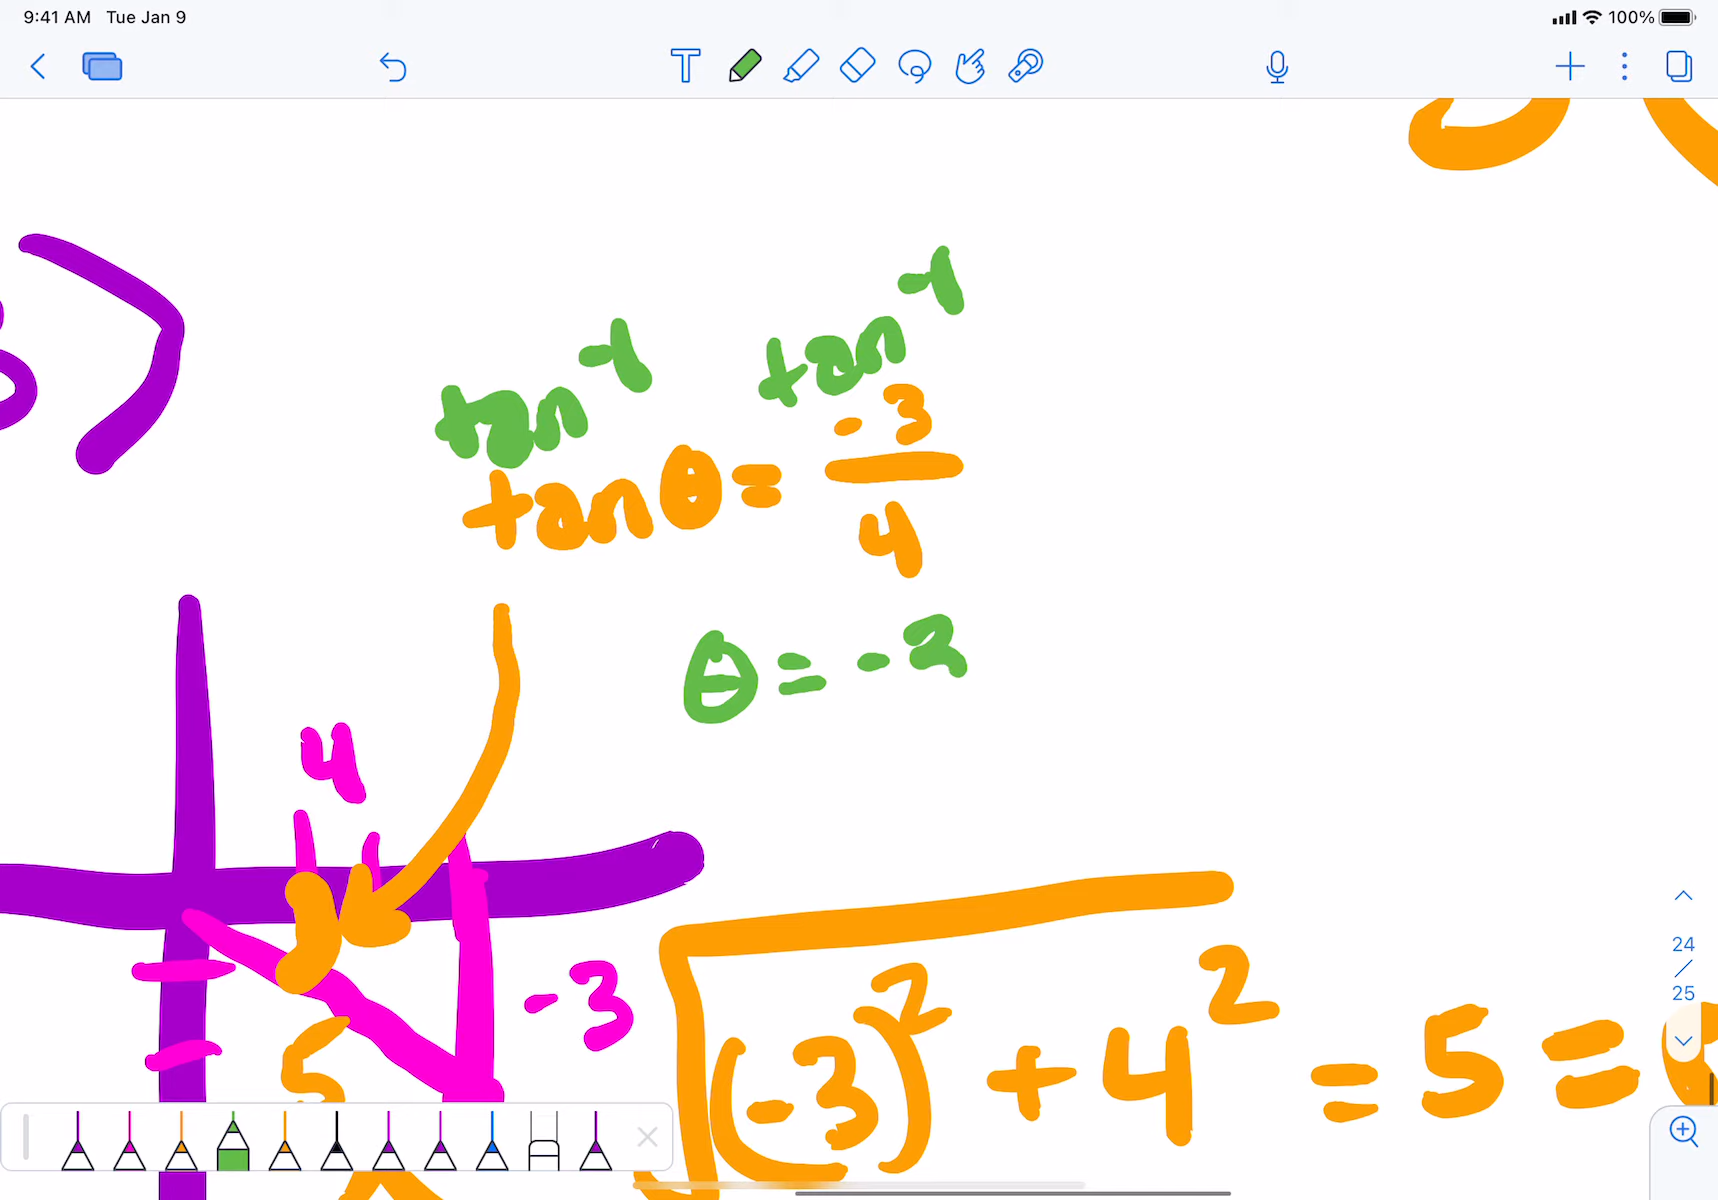 9:41 AM Tue Jan 9
100%
T
tan⁻¹ tan⁻¹
tanθ = -3/4
θ = -2
4
-3
5
√(-3)² + 4² = 5 =
24
/
25